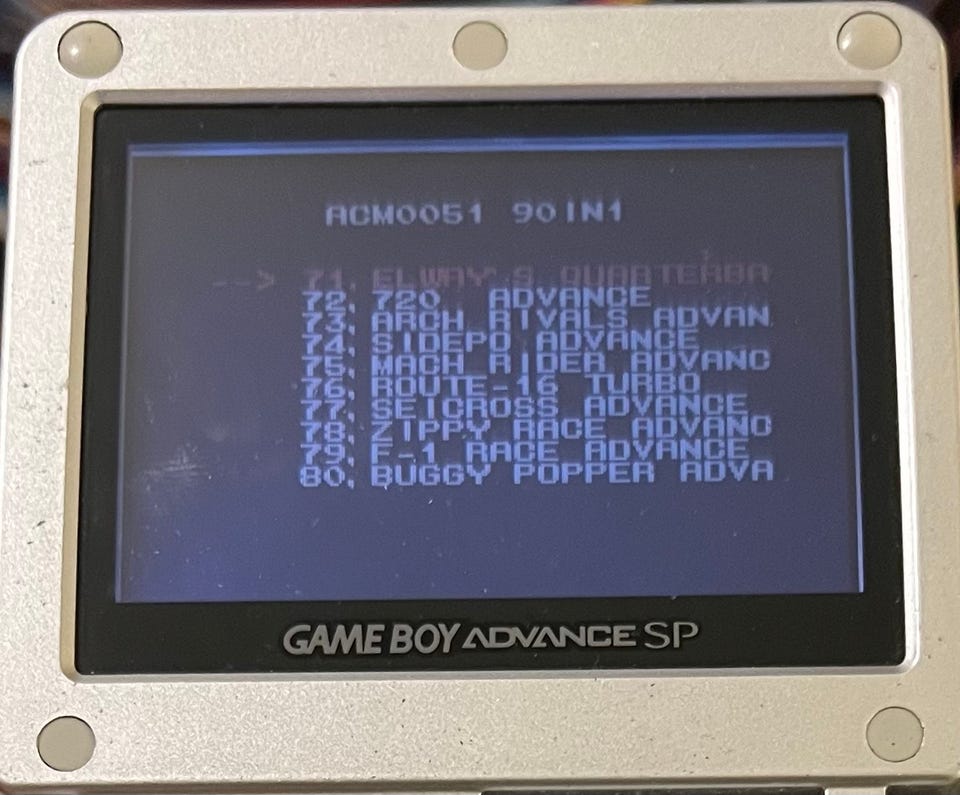 ACM0051 90IN1
--> 71. ELWAY S QUARTERBA
72. 720 ADVANCE
73. ARCH RIVALS ADVAN
74. SIDEPO ADVANCE
75. MACH RIDER ADVANC
76. ROUTE-16 TURBO
77. SEICROSS ADVANCE
78. ZIPPY RACE ADVANC
79. F-1 RACE ADVANCE
80. BUGGY POPPER ADVA
GAME BOY ADVANCE SP